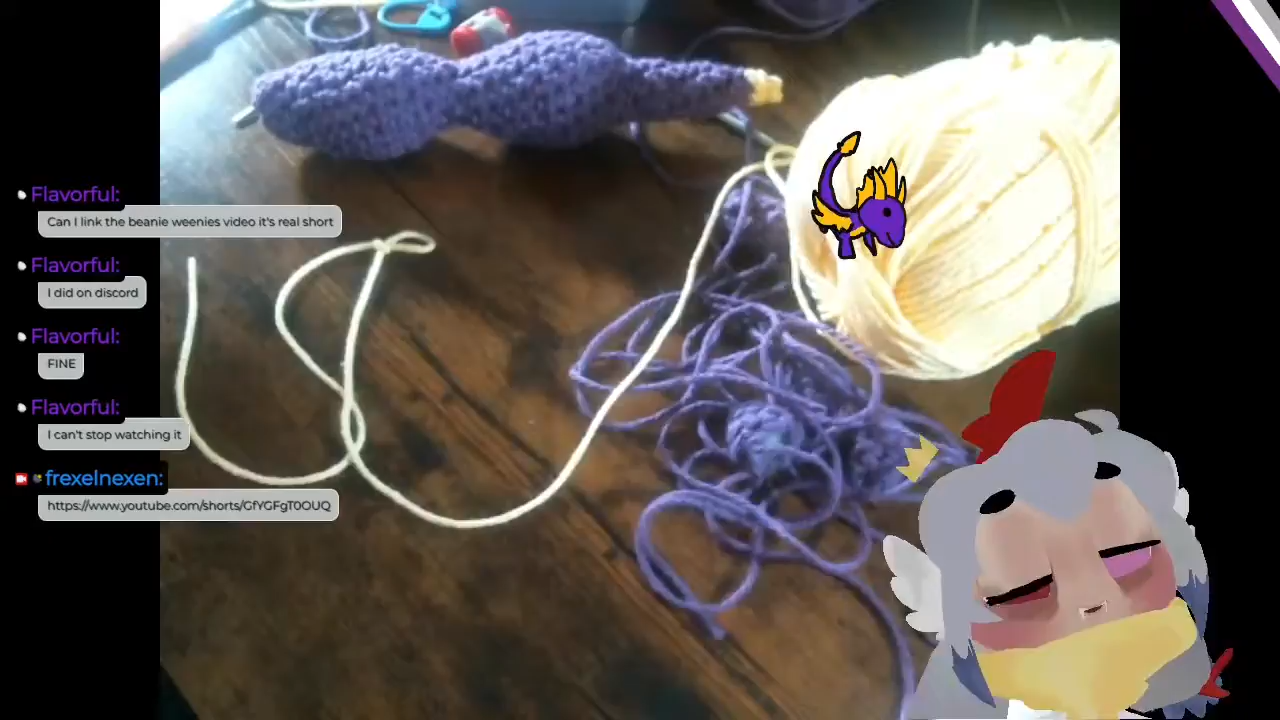 Flavorful:
Can I link the beanie weenies video it's real short
Flavorful:
I did on discord
Flavorful:
FINE
Flavorful:
I can't stop watching it
frexelnexen:
https://www.youtube.com/shorts/GfYGFgT0OUQ